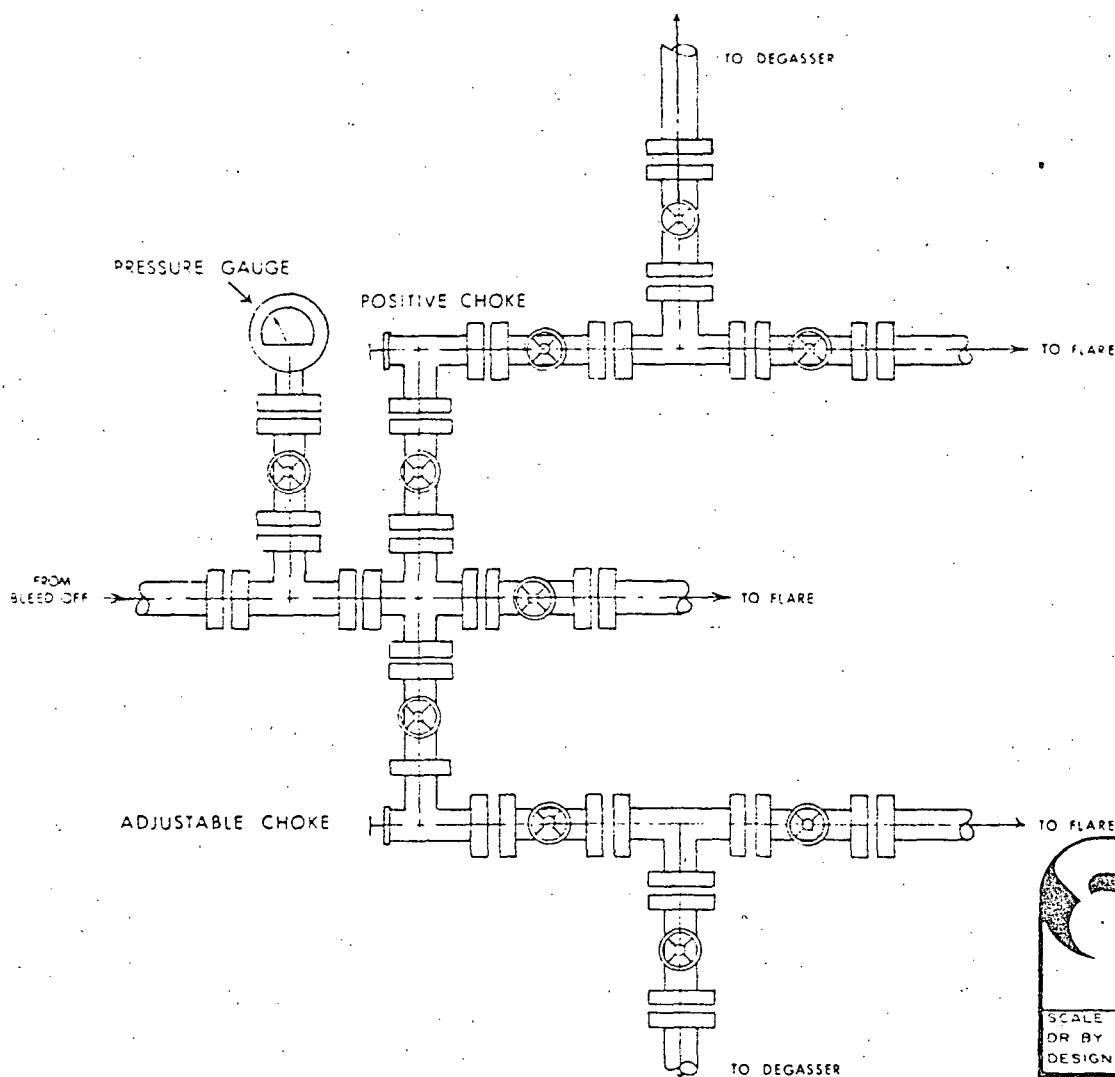 TO DEGASSER
PRESSURE GAUGE
POSITIVE CHOKE
TO FLARE
FROM
BLEED OFF
TO FLARE
ADJUSTABLE CHOKE
TO FLARE
SCALE
DR BY
DESIGN
TO DEGASSER